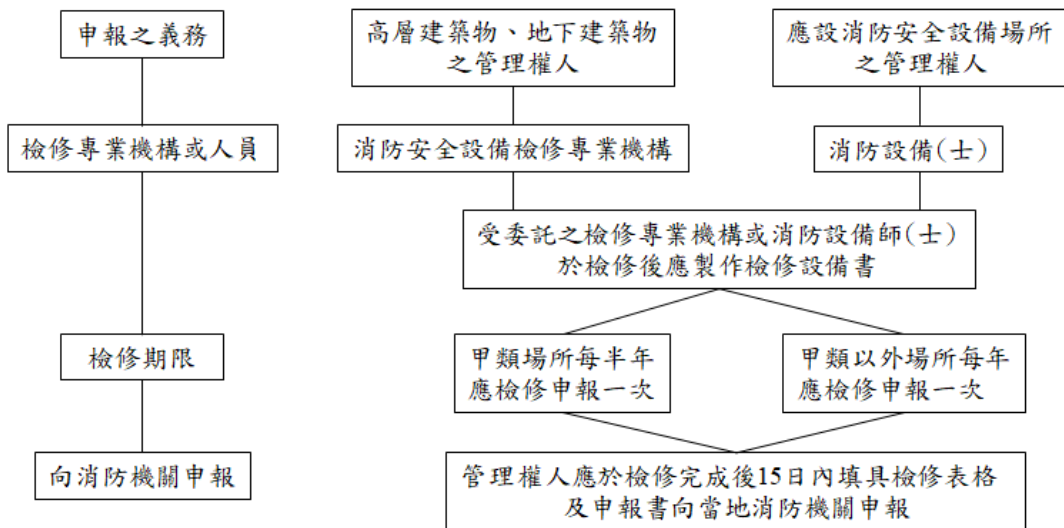 申報之義務
高層建築物、地下建築物
之管理權人
應設消防安全設備場所
之管理權人
檢修專業機構或人員
消防安全設備檢修專業機構
消防設備(士)
受委託之檢修專業機構或消防設備師(士)
於檢修後應製作檢修設備書
檢修期限
甲類場所每半年
應檢修申報一次
甲類以外場所每年
應檢修申報一次
向消防機關申報
管理權人應於檢修完成後15日內填具檢修表格
及申報書向當地消防機關申報